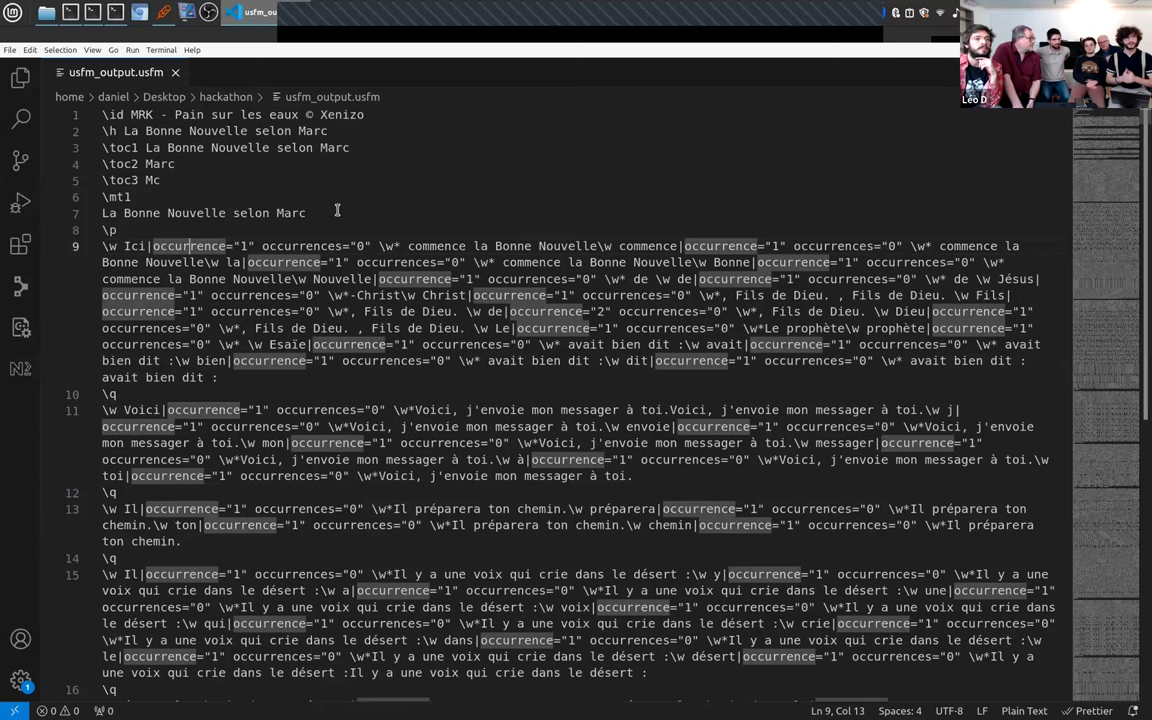 usfm_ou
File Edit Selection View Go Run Terminal Help
usfm_output.usfm
home daniel Desktop hackathon usfm_output.usfm
1 \id MRK - Pain sur les eaux © Xenizo
2 \h La Bonne Nouvelle selon Marc
3 \toc1 La Bonne Nouvelle selon Marc
4 \toc2 Marc
5 \toc3 Mc
6 \mt1
7 La Bonne Nouvelle selon Marc
8 \p
9 \w Ici|occurrence="1" occurrences="0" \w* commence la Bonne Nouvelle\w commence|occurrence="1" occurrences="0" \w* commence la
Bonne Nouvelle\w la|occurrence="1" occurrences="0" \w* commence la Bonne Nouvelle\w Bonne|occurrence="1" occurrences="0" \w*
commence la Bonne Nouvelle\w Nouvelle|occurrence="1" occurrences="0" \w* de \w de|occurrence="1" occurrences="0" \w* de \w Jésus|
occurrence="1" occurrences="0" \w*-Christ\w Christ|occurrence="1" occurrences="0" \w*, Fils de Dieu. , Fils de Dieu. \w Fils|
occurrence="1" occurrences="0" \w*, Fils de Dieu. \w de|occurrence="2" occurrences="0" \w*, Fils de Dieu. \w Dieu|occurrence="1"
occurrences="0" \w*, Fils de Dieu. , Fils de Dieu. \w Le|occurrence="1" occurrences="0" \w*Le prophète\w prophète|occurrence="1"
occurrences="0" \w* \w Esaïe|occurrence="1" occurrences="0" \w* avait bien dit :\w avait|occurrence="1" occurrences="0" \w* avait
bien dit :\w bien|occurrence="1" occurrences="0" \w* avait bien dit :\w dit|occurrence="1" occurrences="0" \w* avait bien dit :
avait bien dit :
10 \q
11 \w Voici|occurrence="1" occurrences="0" \w*Voici, j'envoie mon messager à toi.Voici, j'envoie mon messager à toi.\w j|
occurrence="1" occurrences="0" \w*Voici, j'envoie mon messager à toi.\w envoie|occurrence="1" occurrences="0" \w*Voici, j'envoie
mon messager à toi.\w mon|occurrence="1" occurrences="0" \w*Voici, j'envoie mon messager à toi.\w messager|occurrence="1"
occurrences="0" \w*Voici, j'envoie mon messager à toi.\w à|occurrence="1" occurrences="0" \w*Voici, j'envoie mon messager à toi.\w
toi|occurrence="1" occurrences="0" \w*Voici, j'envoie mon messager à toi.
12 \q
13 \w Il|occurrence="1" occurrences="0" \w*Il préparera ton chemin.\w préparera|occurrence="1" occurrences="0" \w*Il préparera ton
chemin.\w ton|occurrence="1" occurrences="0" \w*Il préparera ton chemin.\w chemin|occurrence="1" occurrences="0" \w*Il préparera
ton chemin.
14 \q
15 \w Il|occurrence="1" occurrences="0" \w*Il y a une voix qui crie dans le désert :\w y|occurrence="1" occurrences="0" \w*Il y a une
voix qui crie dans le désert :\w a|occurrence="1" occurrences="0" \w*Il y a une voix qui crie dans le désert :\w une|occurrence="1"
occurrences="0" \w*Il y a une voix qui crie dans le désert :\w voix|occurrence="1" occurrences="0" \w*Il y a une voix qui crie dans
le désert :\w qui|occurrence="1" occurrences="0" \w*Il y a une voix qui crie dans le désert :\w crie|occurrence="1" occurrences="0"
\w*Il y a une voix qui crie dans le désert :\w dans|occurrence="1" occurrences="0" \w*Il y a une voix qui crie dans le désert :\w
le|occurrence="1" occurrences="0" \w*Il y a une voix qui crie dans le désert :\w désert|occurrence="1" occurrences="0" \w*Il y a
une voix qui crie dans le désert :Il y a une voix qui crie dans le désert :
16 \q
Léo D
0 0 0 Ln 9, Col 13 Spaces: 4 UTF-8 LF Plain Text Prettier